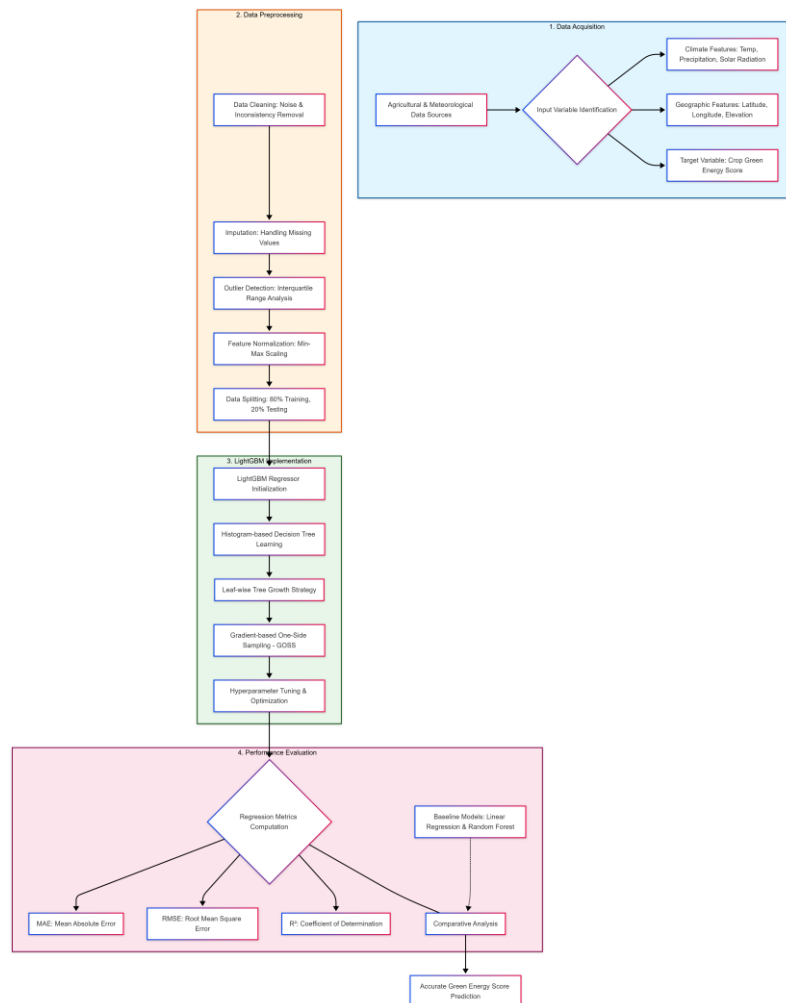 1. Data Acquisition
Agricultural & Meteorological
Data Sources
Input Variable Identification
Climate Features: Temp,
Precipitation, Solar Radiation
Geographic Features: Latitude,
Longitude, Elevation
Target Variable: Crop Green
Energy Score
2. Data Preprocessing
Data Cleaning: Noise &
Inconsistency Removal
Imputation: Handling Missing
Values
Outlier Detection: Interquartile
Range Analysis
Feature Normalization: Min-
Max Scaling
Data Splitting: 80% Training,
20% Testing
3. LightGBM Implementation
LightGBM Regressor
Initialization
Histogram-based Decision Tree
Learning
Leaf-wise Tree Growth Strategy
Gradient-based One-Side
Sampling - GOSS
Hyperparameter Tuning &
Optimization
4. Performance Evaluation
Regression Metrics
Computation
Baseline Models: Linear
Regression & Random Forest
MAE: Mean Absolute Error
RMSE: Root Mean Square
Error
R²: Coefficient of Determination
Comparative Analysis
Accurate Green Energy Score
Prediction